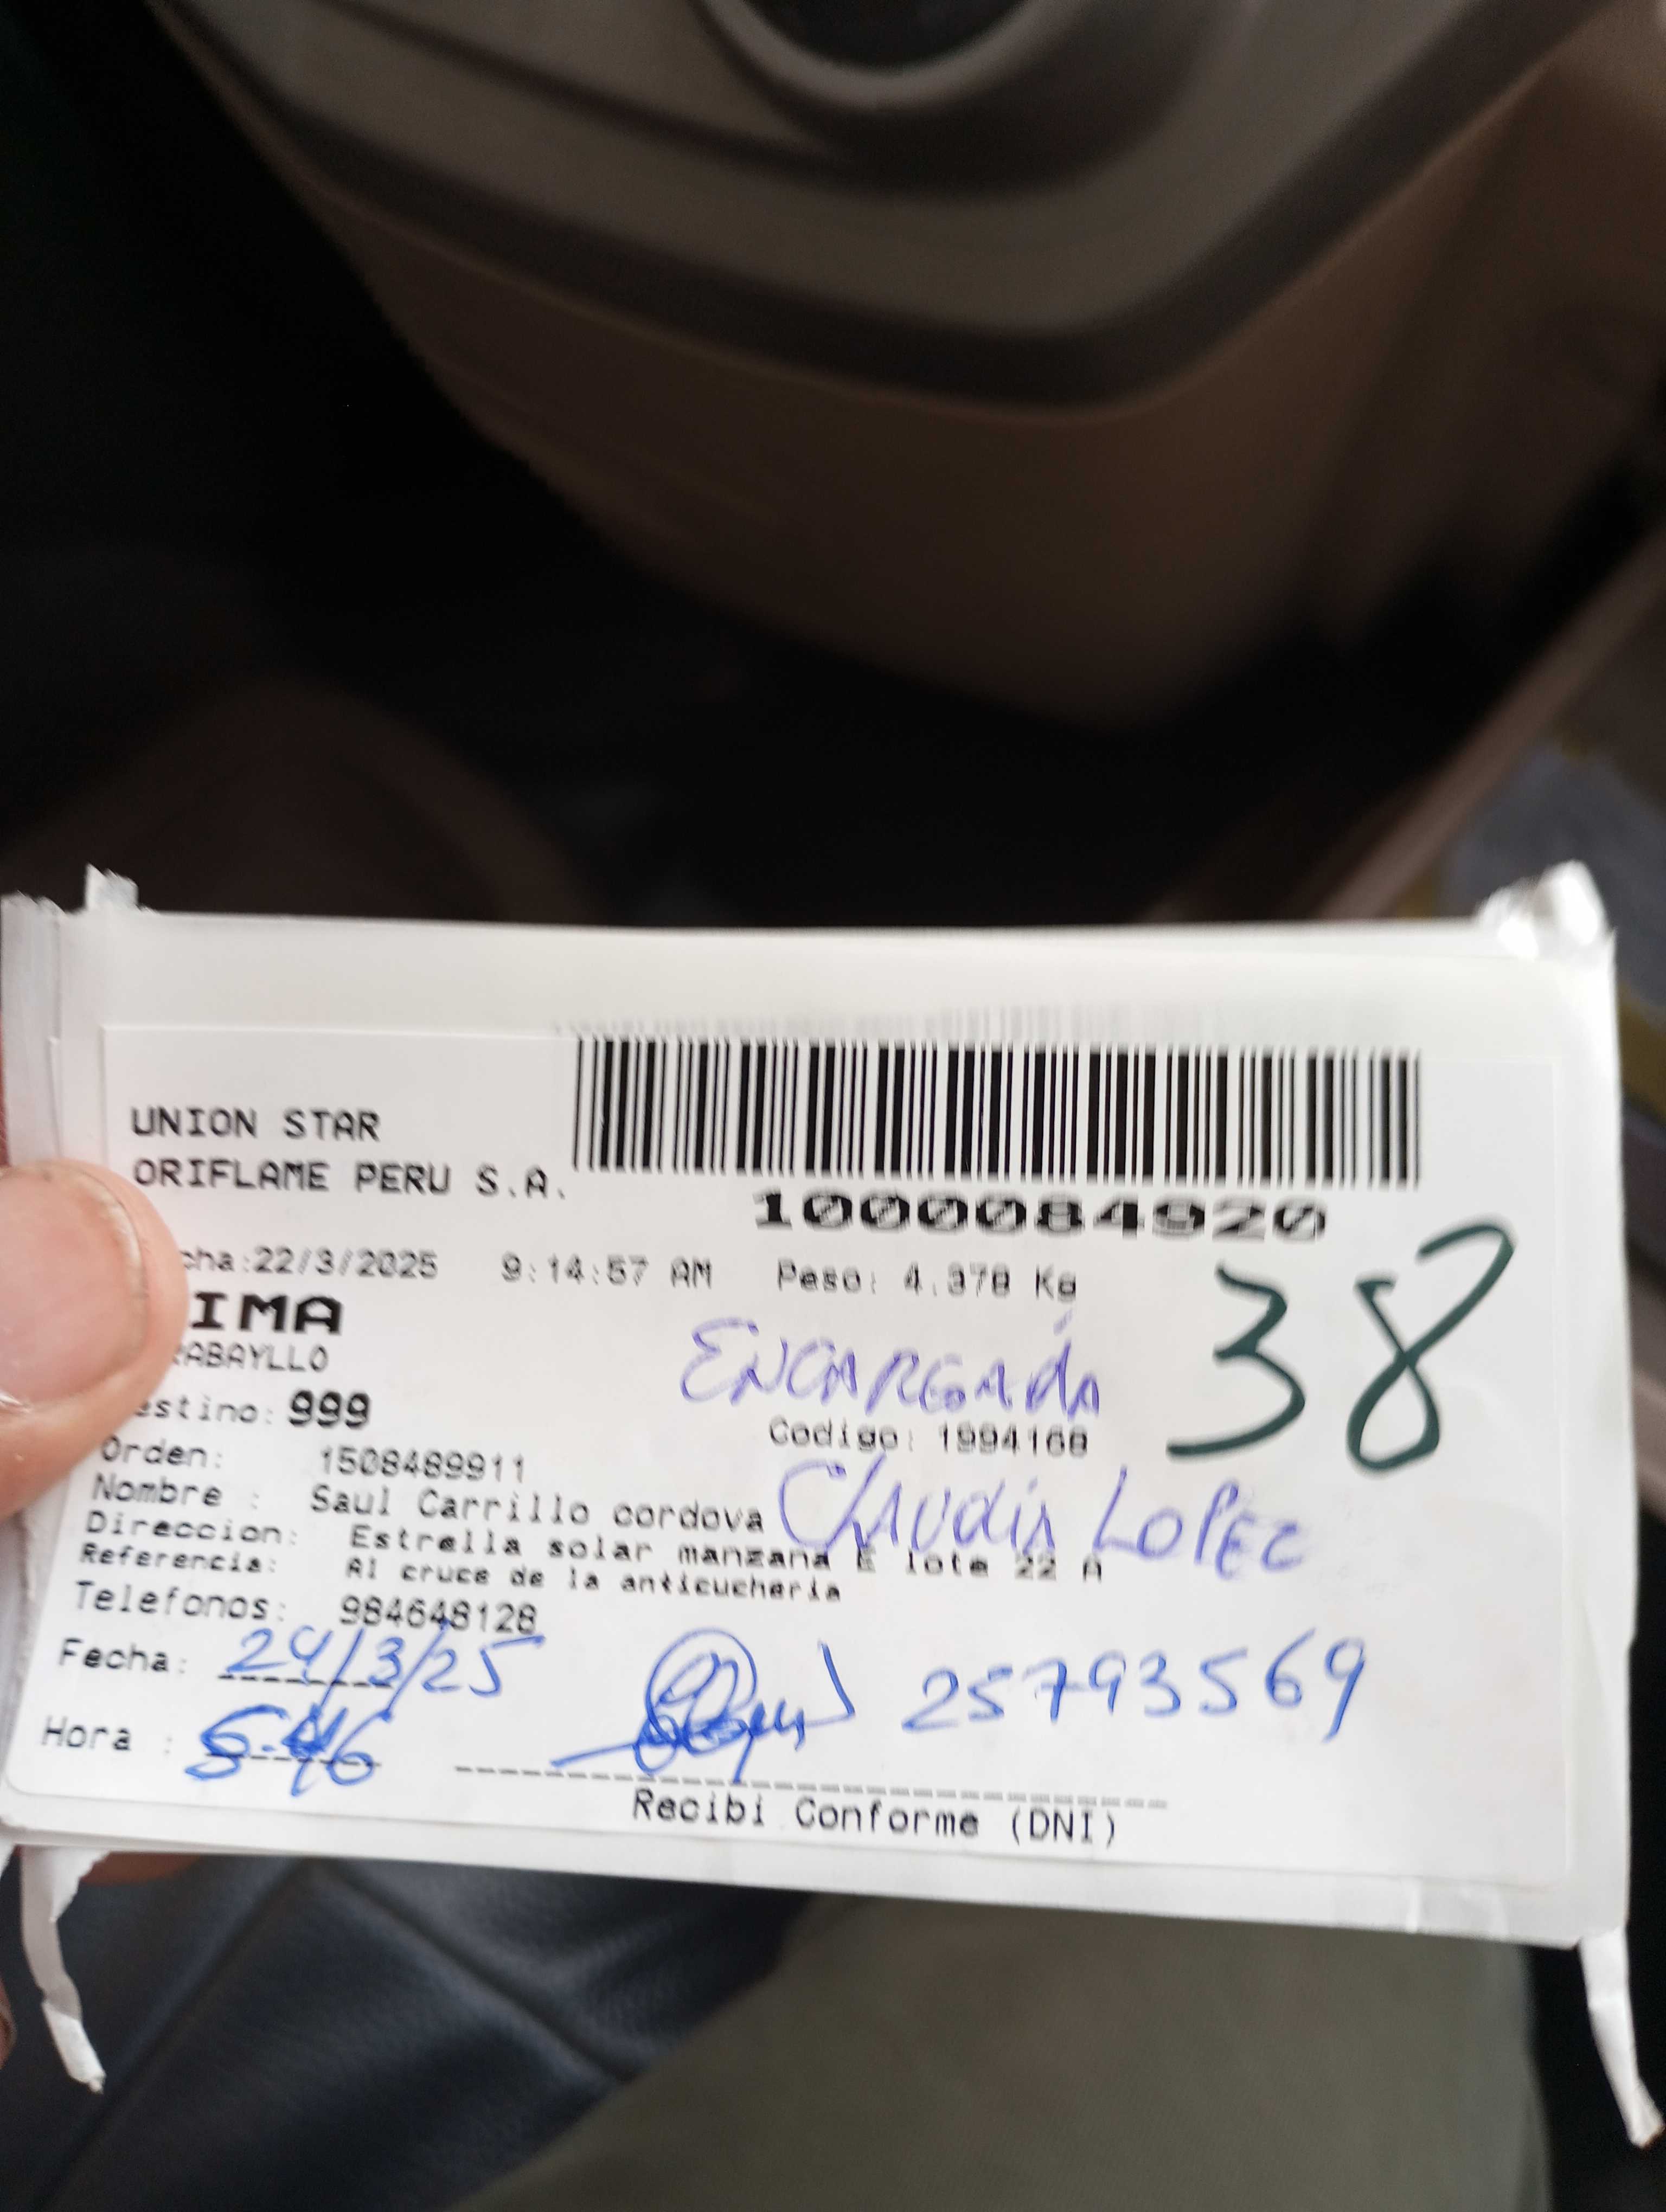 UNION STAR
ORIFLAME PERU S.A.
1000084920
cha:22/3/2025 9:14:57 AM Peso: 4.378 Kg
IMA
RABAYLLO
ENCARGADA
38
estino: 999
Codigo: 1994168
Orden: 1508489911
Nombre : Saul Carrillo cordova
Claudia Lopez
Direccion: Estrella solar manzana E lote 22 A
Referencia: Al cruce de la anticucheria
Telefonos: 984648128
Fecha: 24/3/25
25793569
Hora :
Recibi Conforme (DNI)